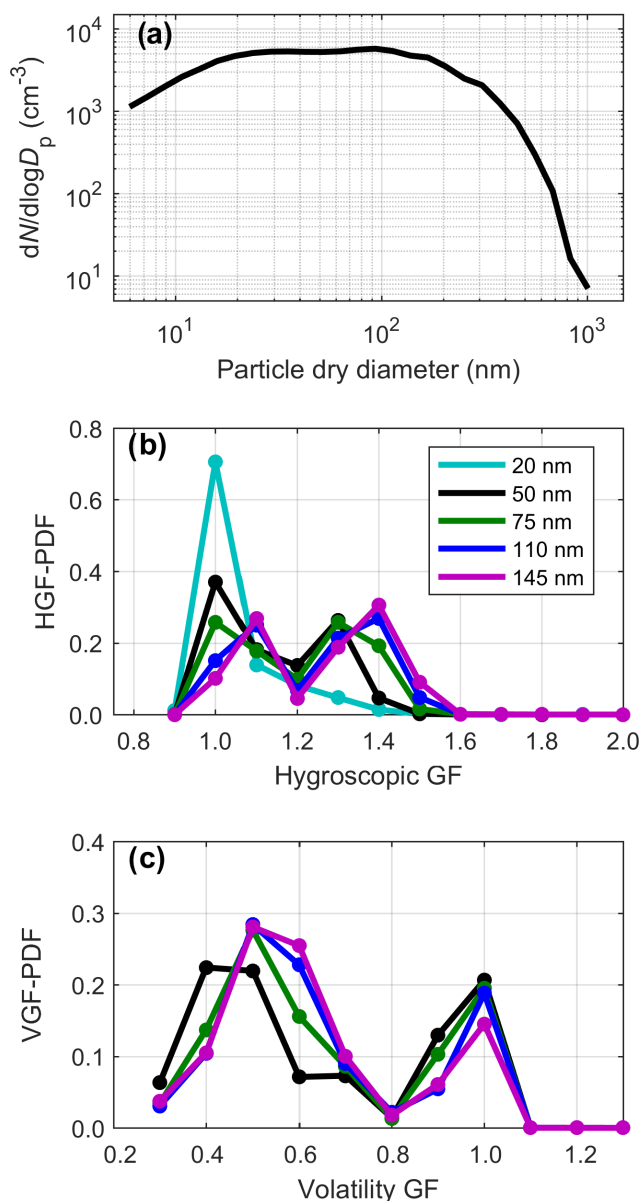 (a)
10^4
10^3
10^2
10^1
dN/dlogD_p (cm^−3)
10^1 10^2 10^3
Particle dry diameter (nm)
(b)
0.8
0.6
0.4
0.2
0.0
HGF-PDF
20 nm
50 nm
75 nm
110 nm
145 nm
0.8 1.0 1.2 1.4 1.6 1.8 2.0
Hygroscopic GF
(c)
0.4
0.3
0.2
0.1
0.0
VGF-PDF
0.2 0.4 0.6 0.8 1.0 1.2
Volatility GF